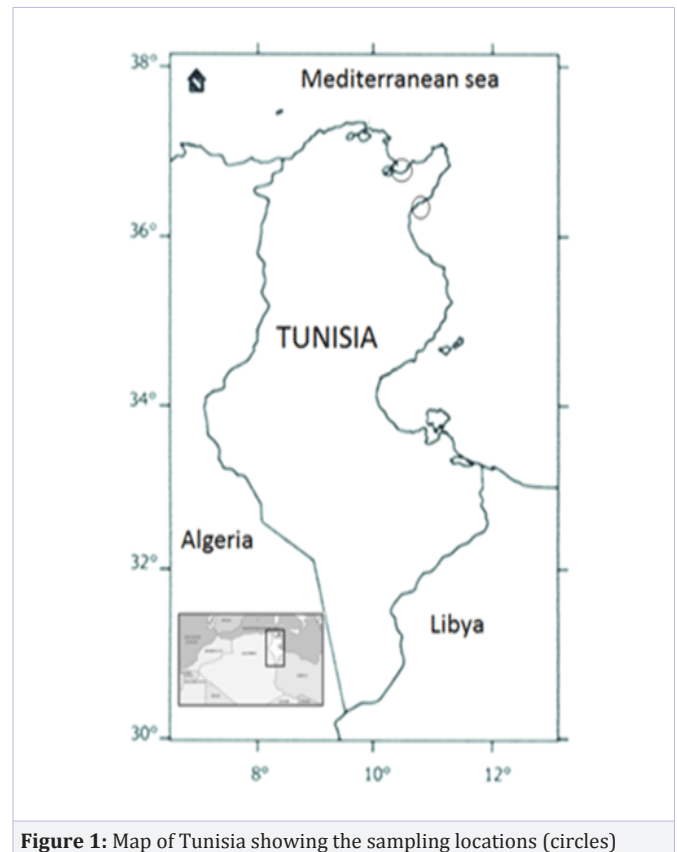 38°
Mediterranean sea
36°
TUNISIA
34°
Algeria
32°
Libya
30°
8° 10° 12°
Figure 1: Map of Tunisia showing the sampling locations (circles)